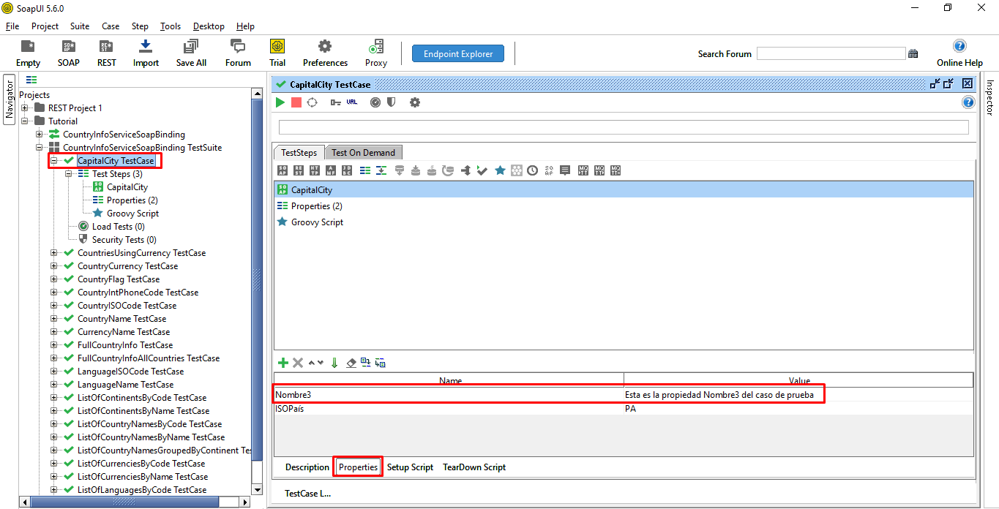 SoapUI 5.6.0
File Project Suite Case Step Tools Desktop Help
Empty SOAP REST Import Save All Forum Trial Preferences Proxy Endpoint Explorer Search Forum Online Help
Navigator
Projects
REST Project 1
Tutorial
CountryInfoServiceSoapBinding
CountryInfoServiceSoapBinding TestSuite
CapitalCity TestCase
Test Steps (3)
CapitalCity
Properties (2)
Groovy Script
Load Tests (0)
Security Tests (0)
CountriesUsingCurrency TestCase
CountryCurrency TestCase
CountryFlag TestCase
CountryIntPhoneCode TestCase
CountryISOCode TestCase
CountryName TestCase
CurrencyName TestCase
FullCountryInfo TestCase
FullCountryInfoAllCountries TestCase
LanguageISOCode TestCase
LanguageName TestCase
ListOfContinentsByCode TestCase
ListOfContinentsByName TestCase
ListOfCountryNamesByCode TestCase
ListOfCountryNamesByName TestCase
ListOfCountryNamesGroupedByContinent Tes
ListOfCurrenciesByCode TestCase
ListOfCurrenciesByName TestCase
ListOfLanguagesByCode TestCase
CapitalCity TestCase
URL
TestSteps Test On Demand
CapitalCity
Properties (2)
Groovy Script
Name Value
Nombre3 Esta es la propiedad Nombre3 del caso de prueba
ISOPaís PA
Description Properties Setup Script TearDown Script
TestCase L...
Inspector